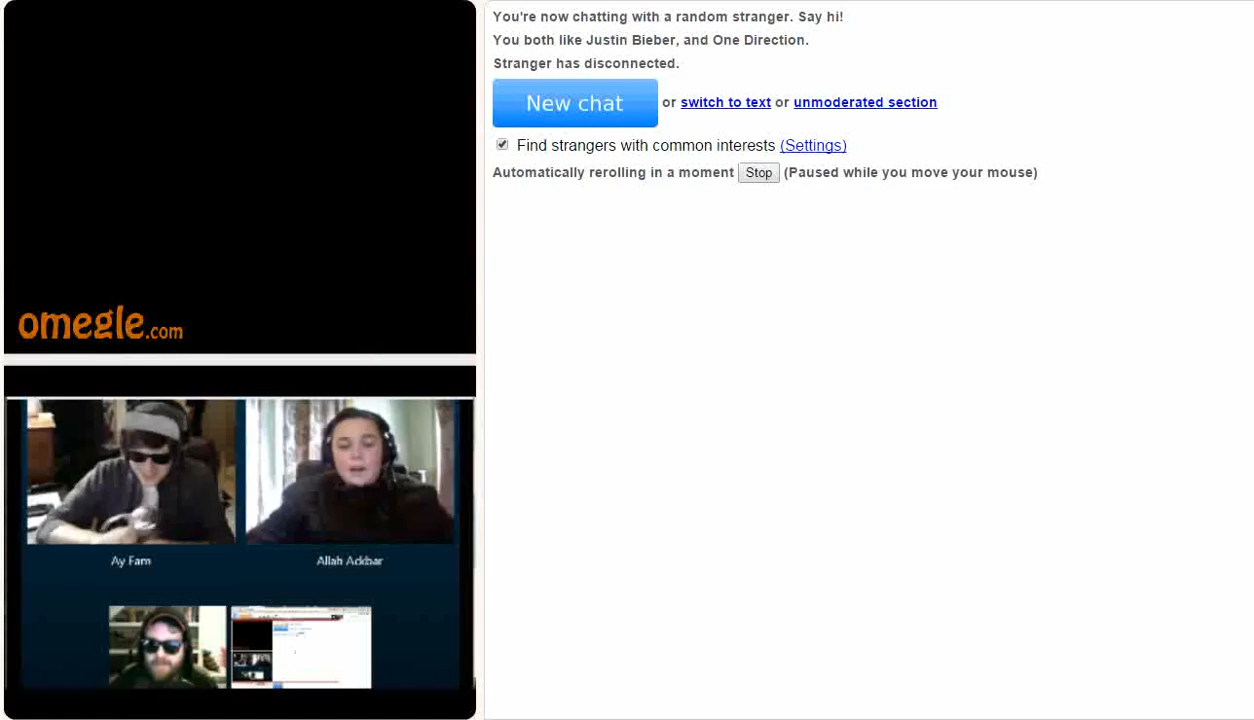 You're now chatting with a random stranger. Say hi!
You both like Justin Bieber, and One Direction.
Stranger has disconnected.
New chat or switch to text or unmoderated section
Find strangers with common interests (Settings)
Automatically rerolling in a moment Stop (Paused while you move your mouse)
omegle.com
Ay Fam
Allah Ackbar